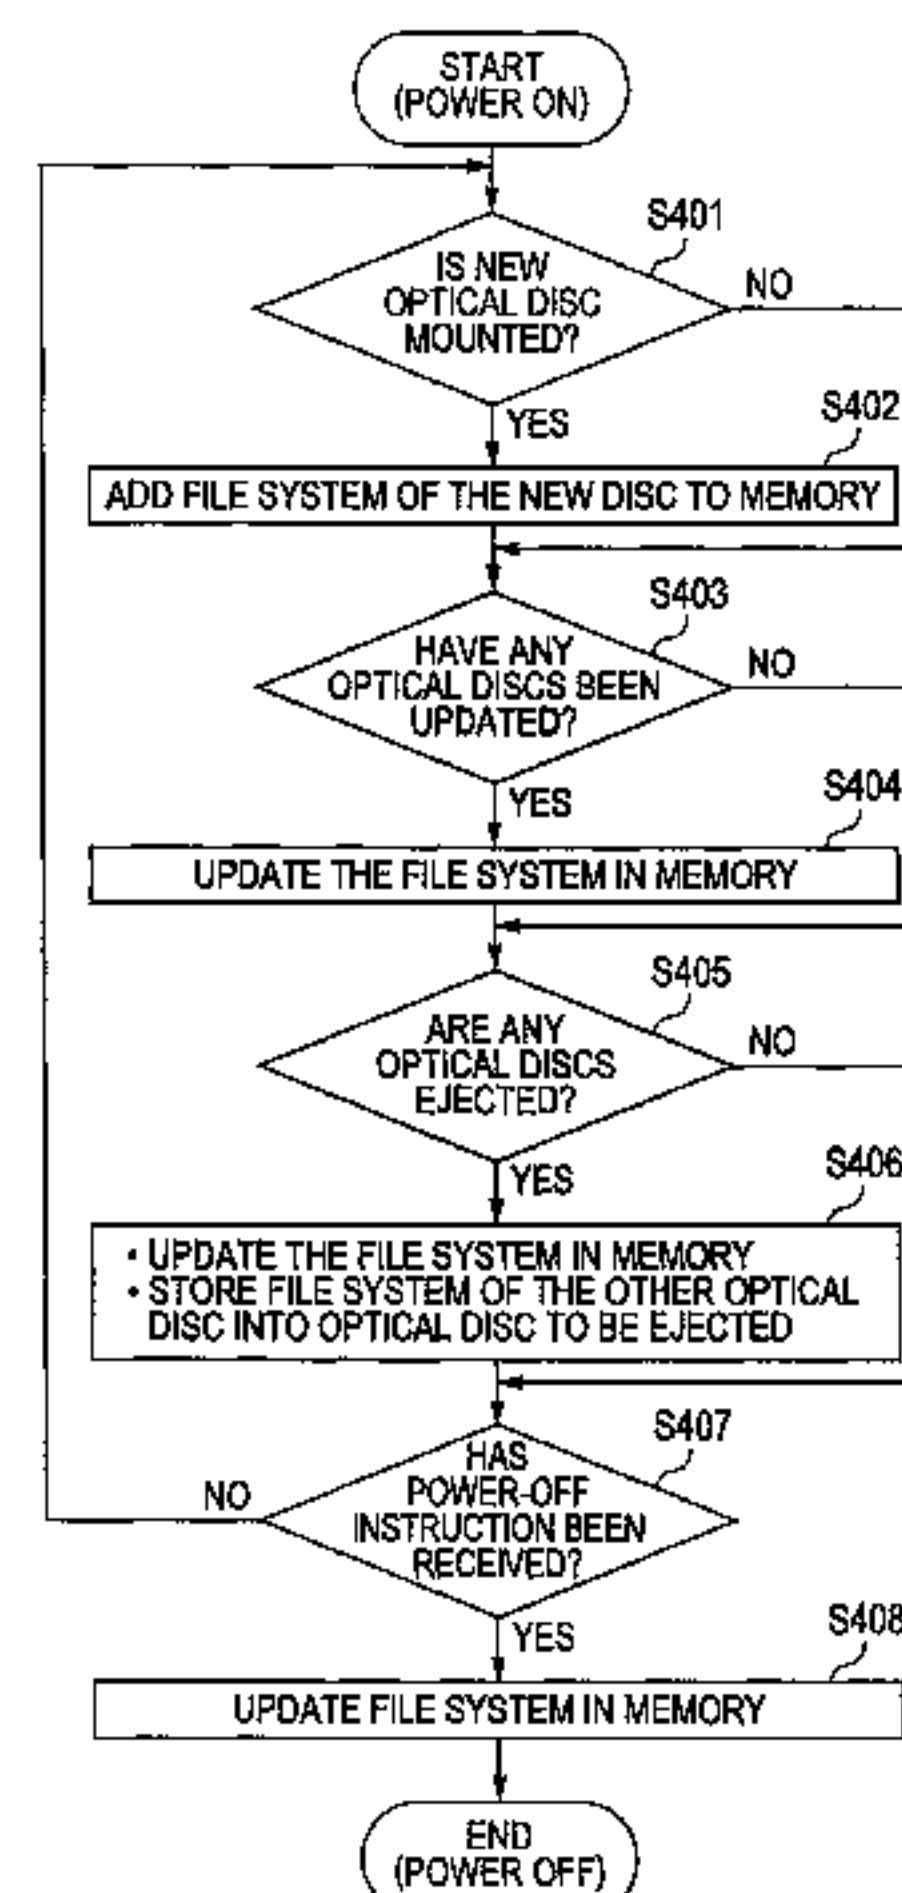 START
(POWER ON)
S401
IS NEW
OPTICAL DISC
MOUNTED?
NO
YES
S402
ADD FILE SYSTEM OF THE NEW DISC TO MEMORY
S403
HAVE ANY
OPTICAL DISCS BEEN
UPDATED?
NO
YES
S404
UPDATE THE FILE SYSTEM IN MEMORY
S405
ARE ANY
OPTICAL DISCS
EJECTED?
NO
YES
S406
• UPDATE THE FILE SYSTEM IN MEMORY
• STORE FILE SYSTEM OF THE OTHER OPTICAL
DISC INTO OPTICAL DISC TO BE EJECTED
S407
HAS
POWER-OFF
INSTRUCTION BEEN
RECEIVED?
NO
YES
S408
UPDATE FILE SYSTEM IN MEMORY
END
(POWER OFF)